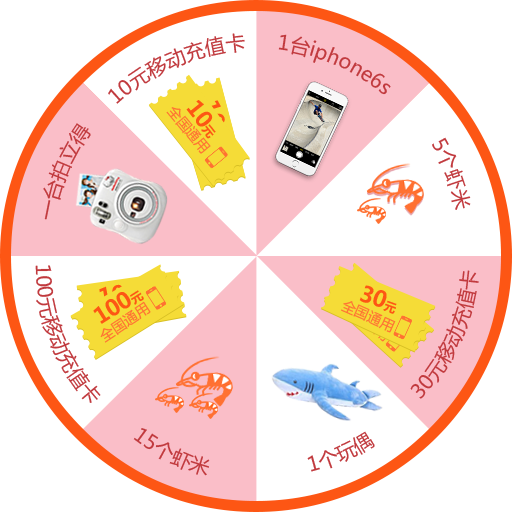 1台iphone6s
5个虾米
30元
全国通用
30元移动充值卡
1个玩偶
15个虾米
100元
全国通用
100元移动充值卡
一台拍立得
10元移动充值卡
10元
全国通用